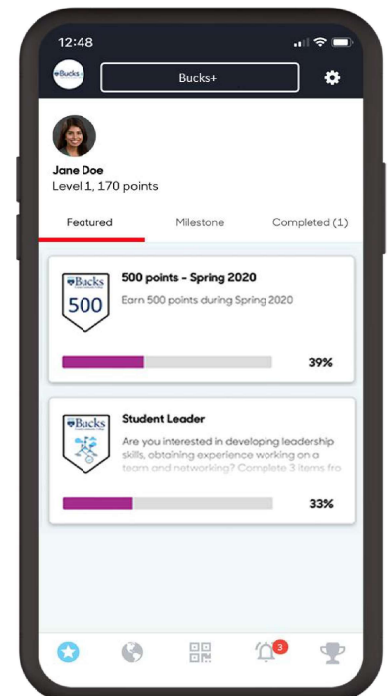 12:48
Bucks+
Bucks+
Jane Doe
Level 1, 170 points
Featured
Milestone
Completed (1)
Bucks
500
500 points - Spring 2020
Earn 500 points during Spring 2020
39%
Bucks
Student Leader
Are you interested in developng leadership
skills, obtaining experience working on a
team and networking? Complete 3 items fro
33%
3